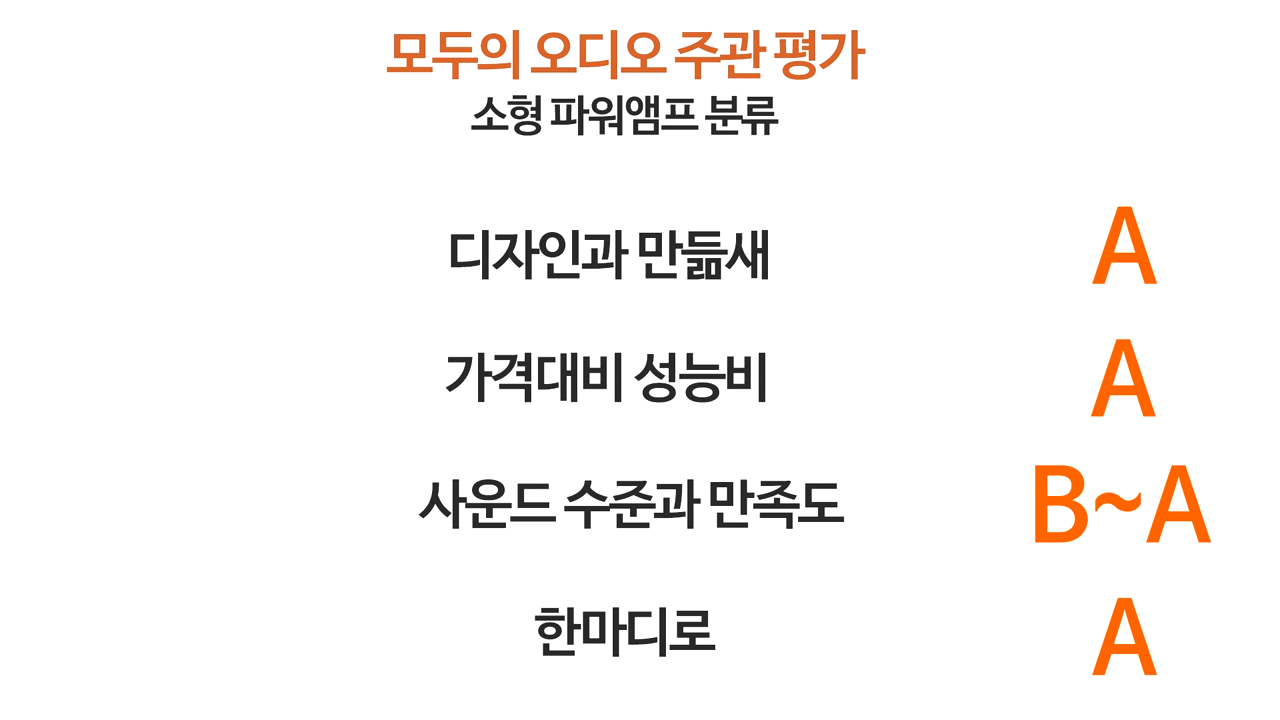 모두의 오디오 주관 평가
소형 파워앰프 분류
디자인과 만듦새 A
가격대비 성능비 A
사운드 수준과 만족도 B~A
한마디로 A